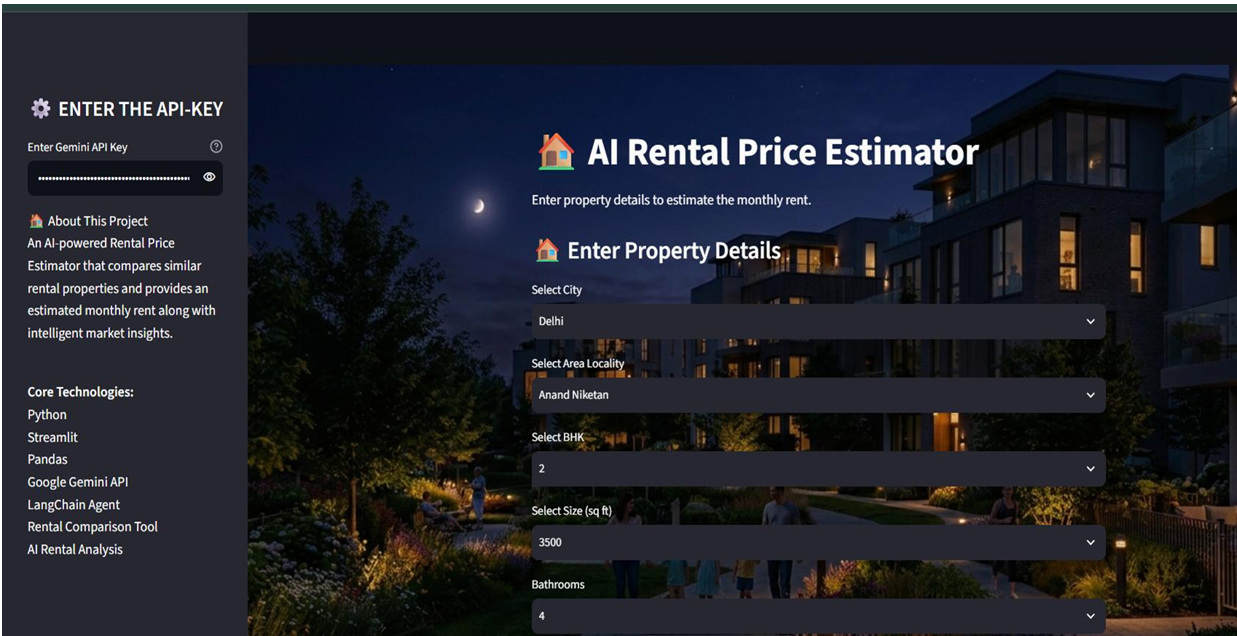 ENTER THE API-KEY
Enter Gemini API Key
About This Project
An AI-powered Rental Price
Estimator that compares similar
rental properties and provides an
estimated monthly rent along with
intelligent market insights.
Core Technologies:
Python
Streamlit
Pandas
Google Gemini API
LangChain Agent
Rental Comparison Tool
AI Rental Analysis
AI Rental Price Estimator
Enter property details to estimate the monthly rent.
Enter Property Details
Select City
Delhi
Select Area Locality
Anand Niketan
Select BHK
2
Select Size (sq ft)
3500
Bathrooms
4